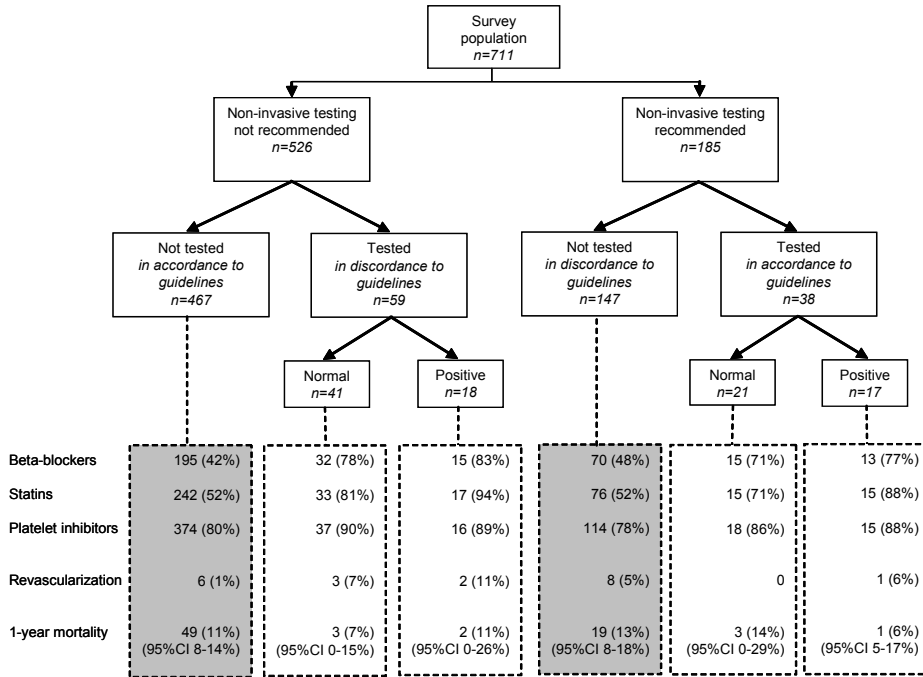 Survey
population
n=711
Non-invasive testing
not recommended
n=526
Non-invasive testing
recommended
n=185
Not tested
in accordance to
guidelines
n=467
Tested
in discordance to
guidelines
n=59
Not tested
in discordance to
guidelines
n=147
Tested
in accordance to
guidelines
n=38
Normal
n=41
Positive
n=18
Normal
n=21
Positive
n=17
Beta-blockers 195 (42%) 32 (78%) 15 (83%) 70 (48%) 15 (71%) 13 (77%)
Statins 242 (52%) 33 (81%) 17 (94%) 76 (52%) 15 (71%) 15 (88%)
Platelet inhibitors 374 (80%) 37 (90%) 16 (89%) 114 (78%) 18 (86%) 15 (88%)
Revascularization 6 (1%) 3 (7%) 2 (11%) 8 (5%) 0 1 (6%)
1-year mortality 49 (11%) 3 (7%) 2 (11%) 19 (13%) 3 (14%) 1 (6%)
(95%CI 8-14%) (95%CI 0-15%) (95%CI 0-26%) (95%CI 8-18%) (95%CI 0-29%) (95%CI 5-17%)